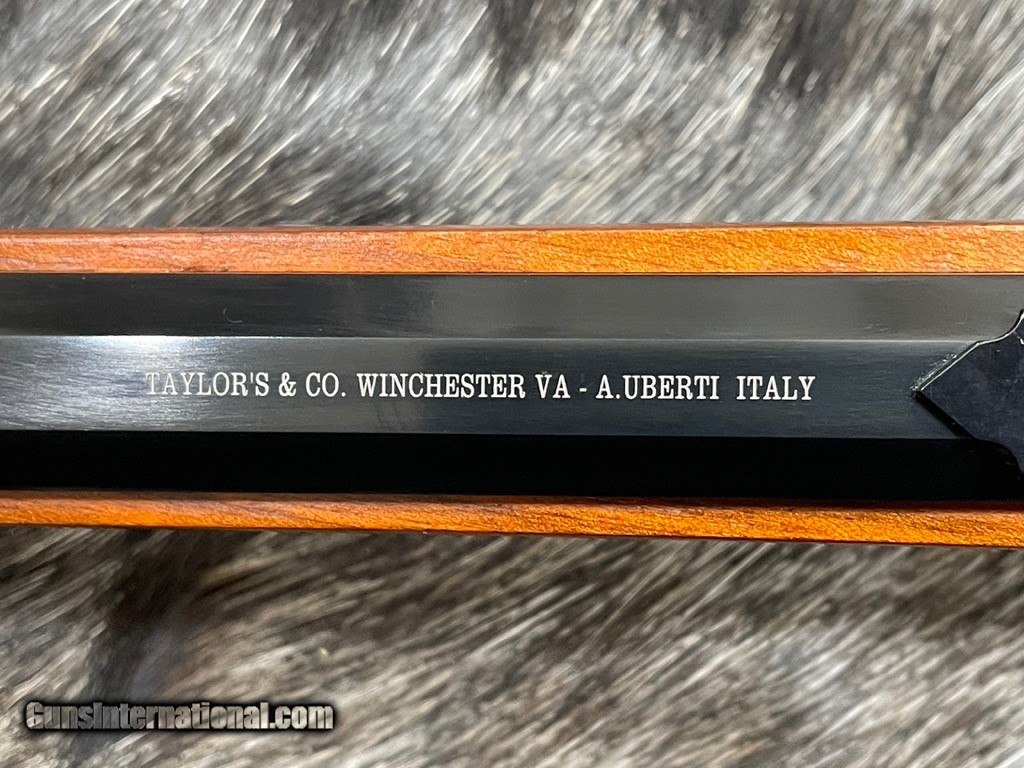 TAYLOR'S & CO. WINCHESTER VA - A.UBERTI ITALY
GunsInternational.com